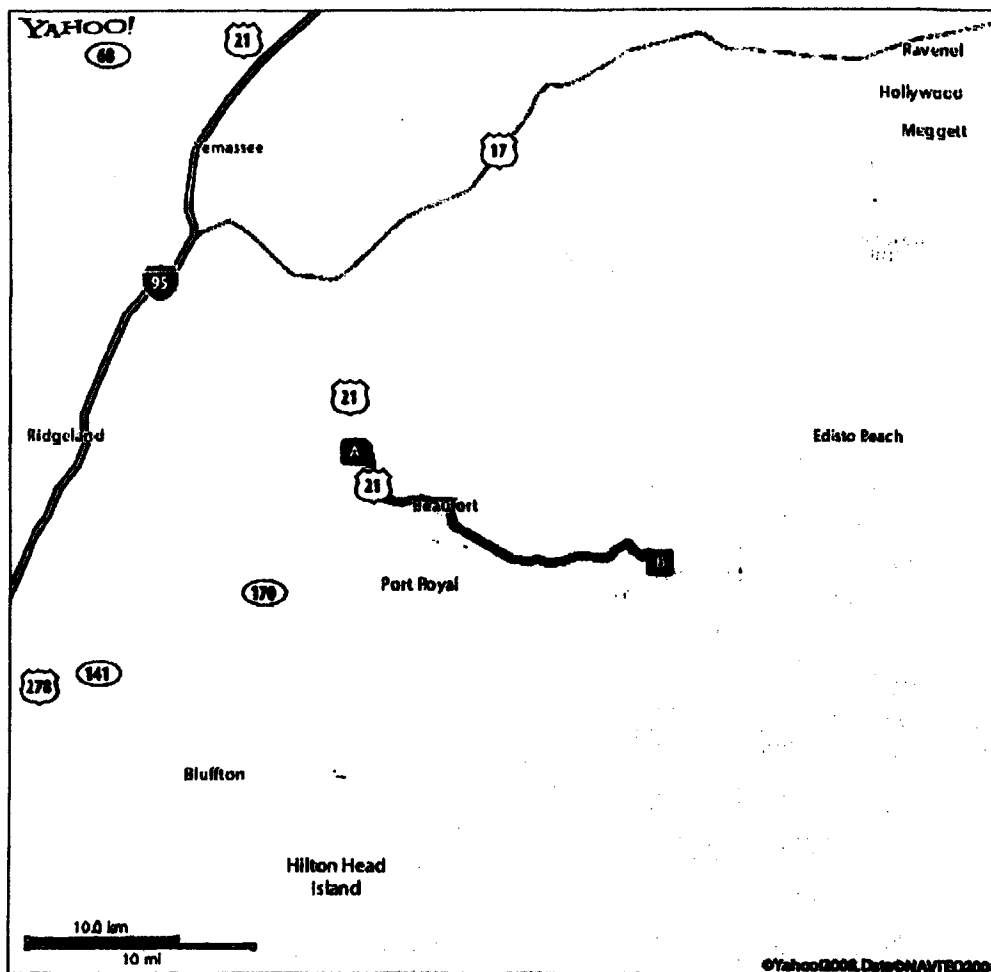 YAHOO!
21
68
Ravenel
Hollywood
emassee
17
Meggett
95
21
Ridgeland
Edisto Beach
A
21
Beaufort
B
Port Royal
170
141
278
Bluffton
Hilton Head
Island
10.0 km
10 mi